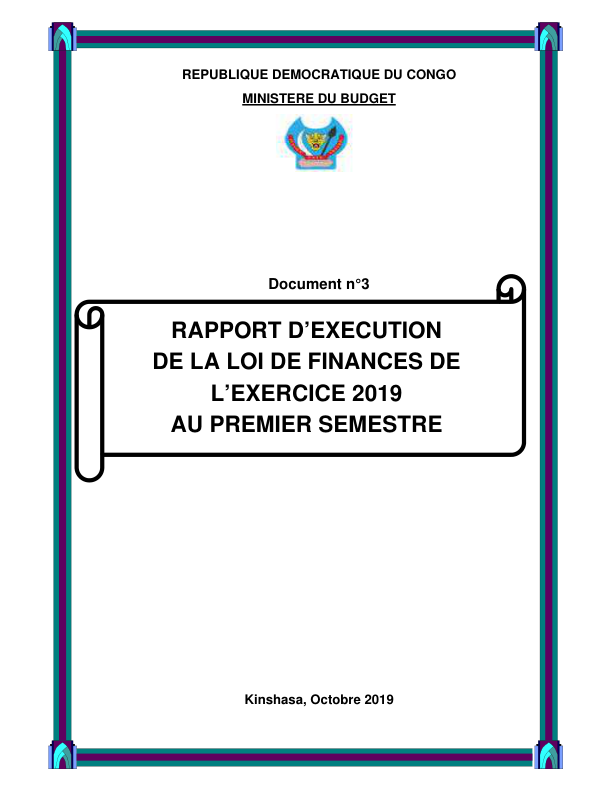 REPUBLIQUE DEMOCRATIQUE DU CONGO
MINISTERE DU BUDGET
Document n°3
RAPPORT D’EXECUTION
DE LA LOI DE FINANCES DE
L’EXERCICE 2019
AU PREMIER SEMESTRE
Kinshasa, Octobre 2019